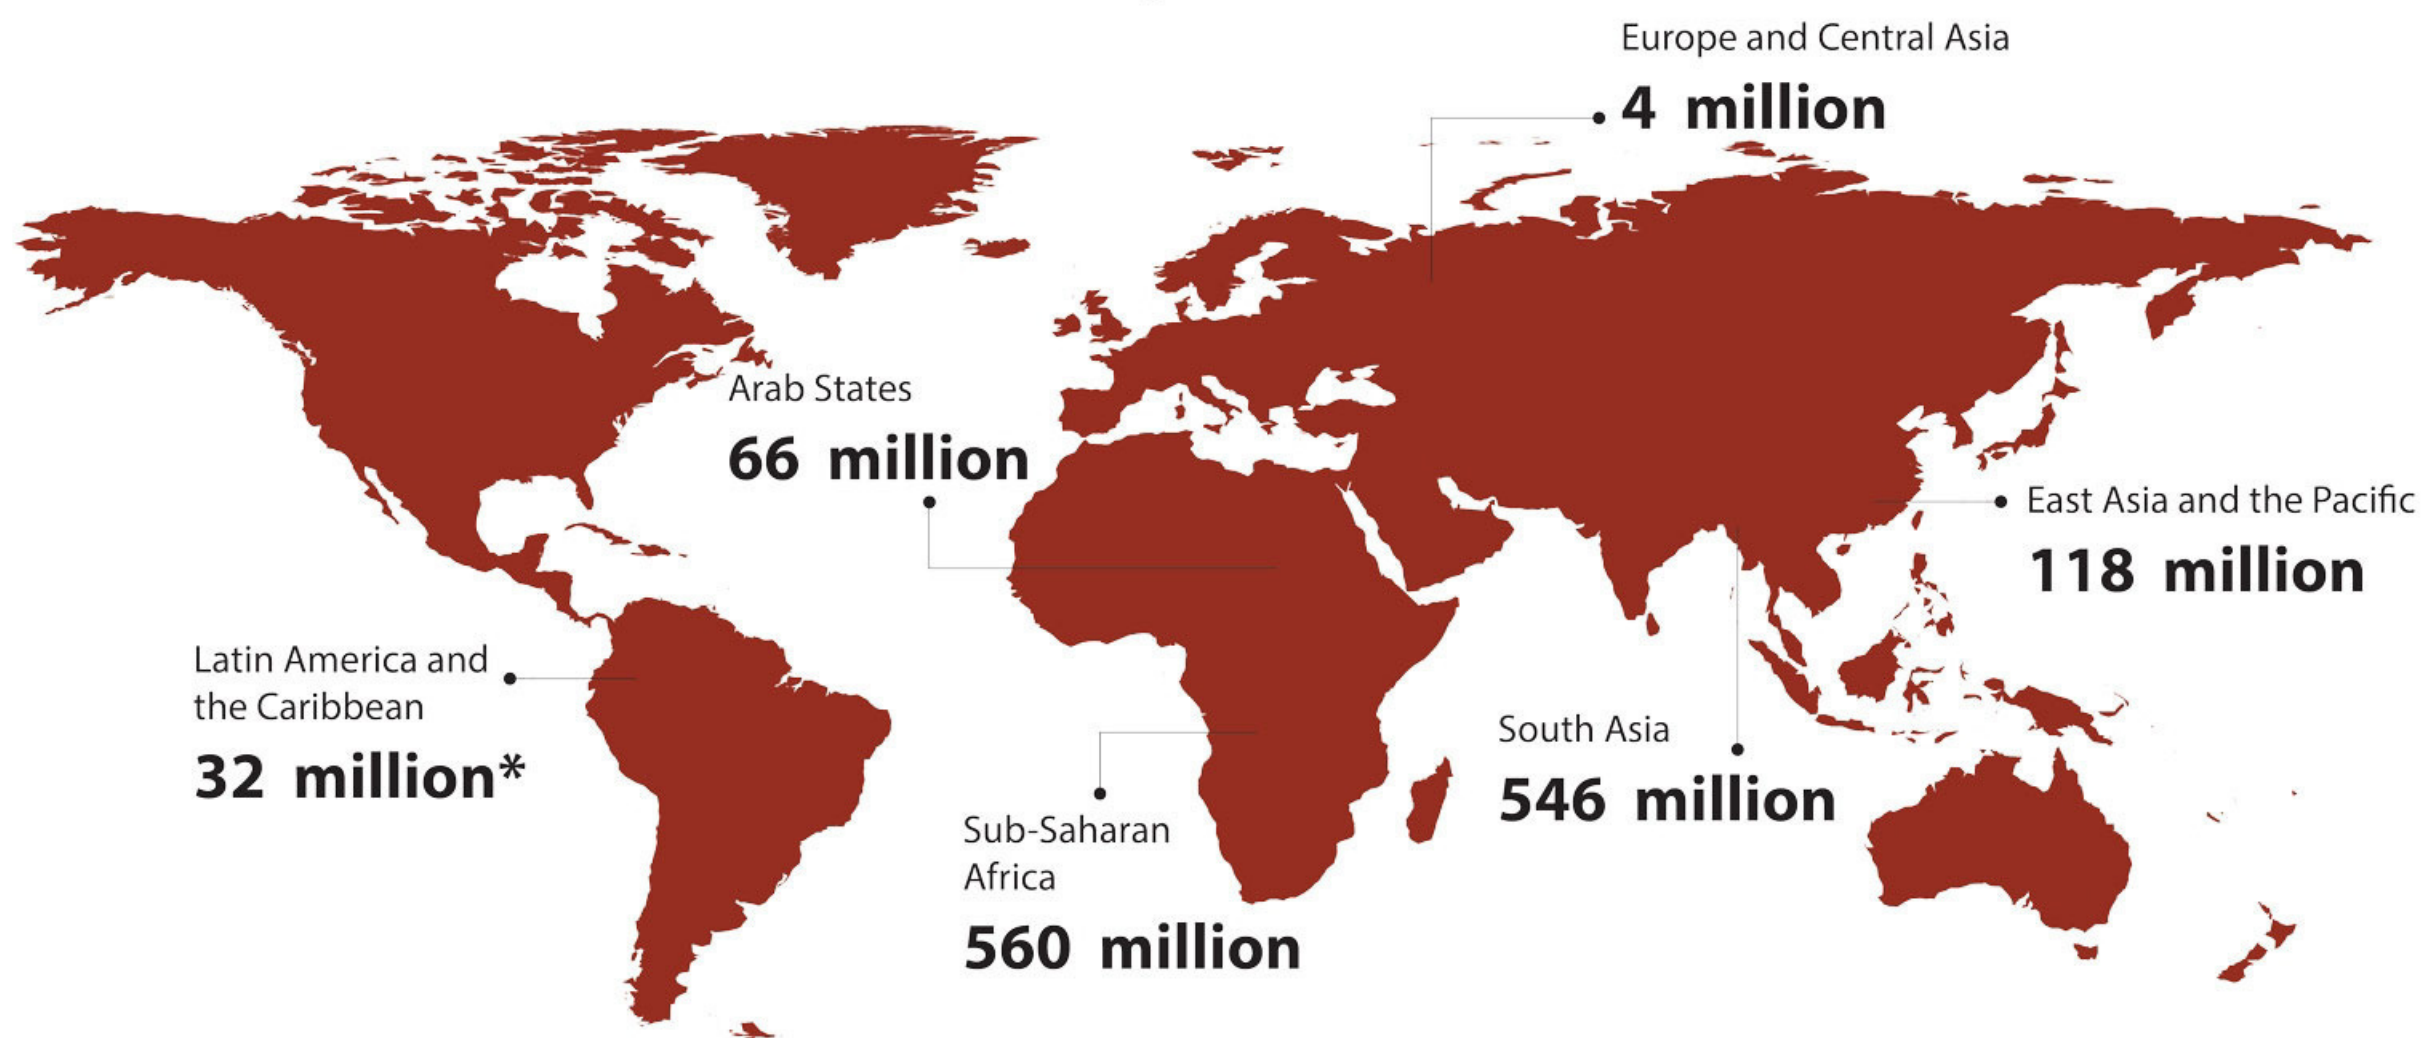 Europe and Central Asia
4 million
Arab States
66 million
East Asia and the Pacific
118 million
Latin America and
the Caribbean
32 million*
South Asia
546 million
Sub-Saharan
Africa
560 million